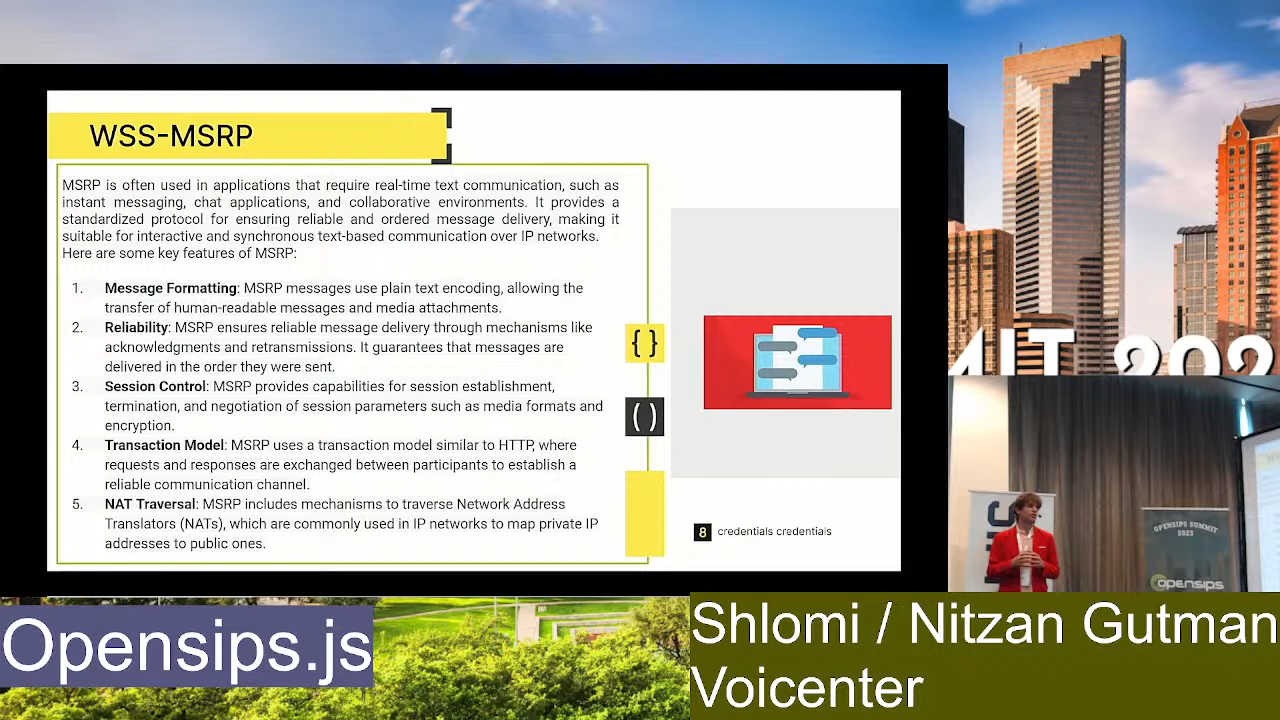 WSS-MSRP
MSRP is often used in applications that require real-time text communication, such as
instant messaging, chat applications, and collaborative environments. It provides a
standardized protocol for ensuring reliable and ordered message delivery, making it
suitable for interactive and synchronous text-based communication over IP networks.
Here are some key features of MSRP:
1. Message Formatting: MSRP messages use plain text encoding, allowing the
transfer of human-readable messages and media attachments.
2. Reliability: MSRP ensures reliable message delivery through mechanisms like
acknowledgments and retransmissions. It guarantees that messages are
delivered in the order they were sent.
3. Session Control: MSRP provides capabilities for session establishment,
termination, and negotiation of session parameters such as media formats and
encryption.
4. Transaction Model: MSRP uses a transaction model similar to HTTP, where
requests and responses are exchanged between participants to establish a
reliable communication channel.
5. NAT Traversal: MSRP includes mechanisms to traverse Network Address
Translators (NATs), which are commonly used in IP networks to map private IP
addresses to public ones.
{ }
( )
8 credentials credentials
MIT 202
OPENSIPS SUMMIT
2023
opensips
Opensips.js
Shlomi / Nitzan Gutman
Voicenter